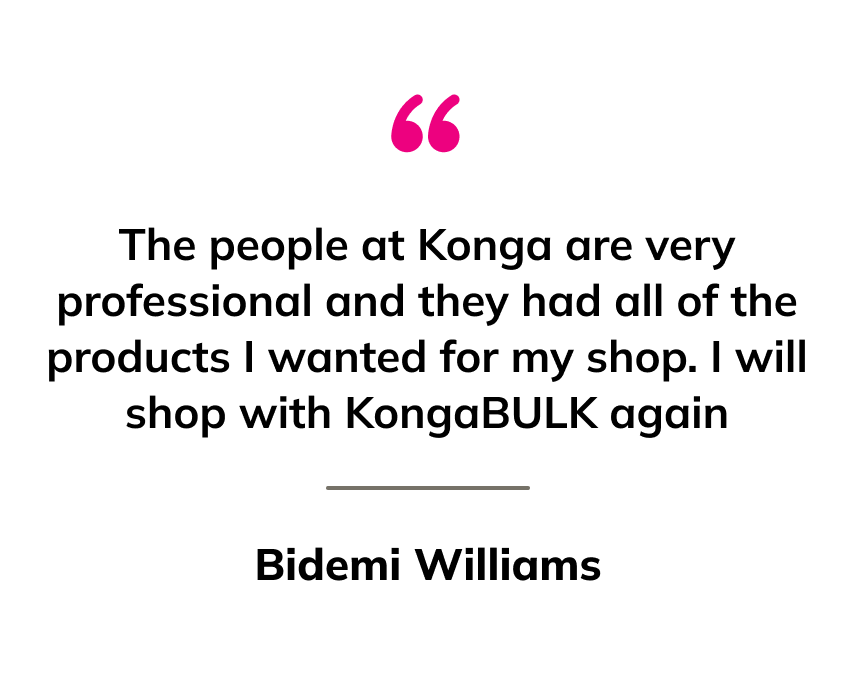 “
The people at Konga are very
professional and they had all of the
products I wanted for my shop. I will
shop with KongaBULK again
Bidemi Williams